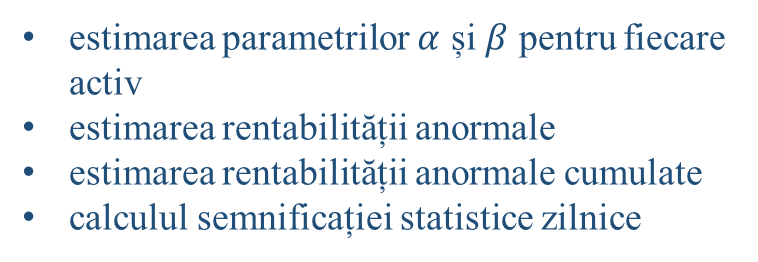 • estimarea parametrilor α și β pentru fiecare
activ
• estimarea rentabilității anormale
• estimarea rentabilității anormale cumulate
• calculul semnificației statistice zilnice